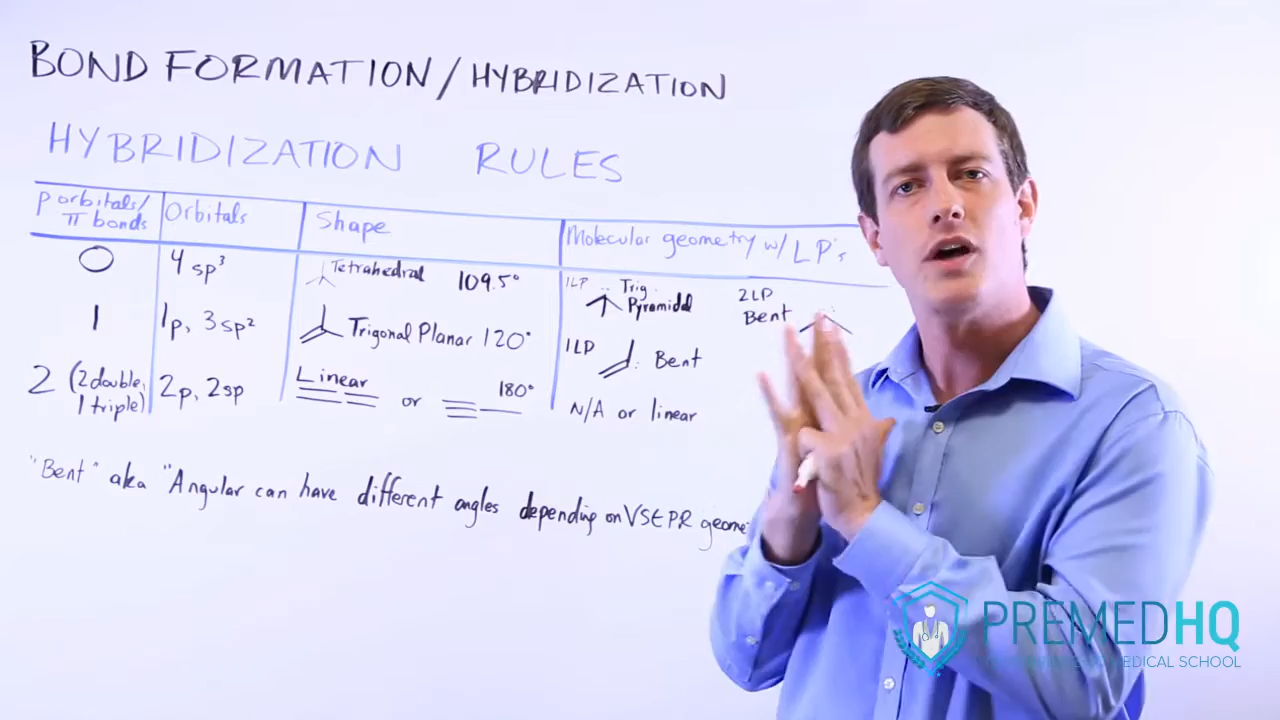 BOND FORMATION/HYBRIDIZATION
HYBRIDIZATION RULES
p orbitals/
π bonds
Orbitals
Shape
Molecular geometry w/ LP's
0
4 sp³
Tetrahedral 109.5°
1LP
Trig.
Pyramidal
2LP
Bent
1
1p, 3sp²
Trigonal Planar 120°
1LP
Bent
2 (2 double,
1 triple)
2p, 2sp
Linear
or
180°
N/A or linear
"Bent" aka "Angular can have different angles depending on VSEPR geome
PREMEDHQ
MEDICAL SCHOOL